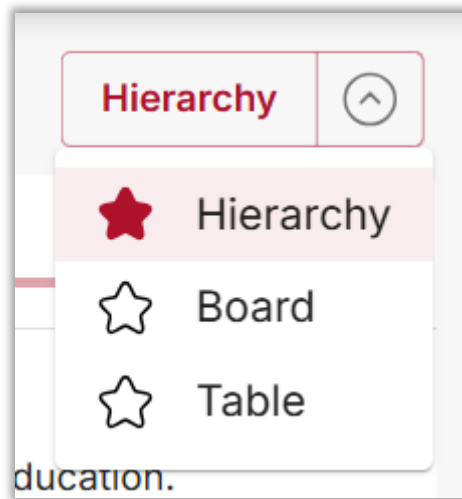 Hierarchy
Hierarchy
Board
Table
ducation.